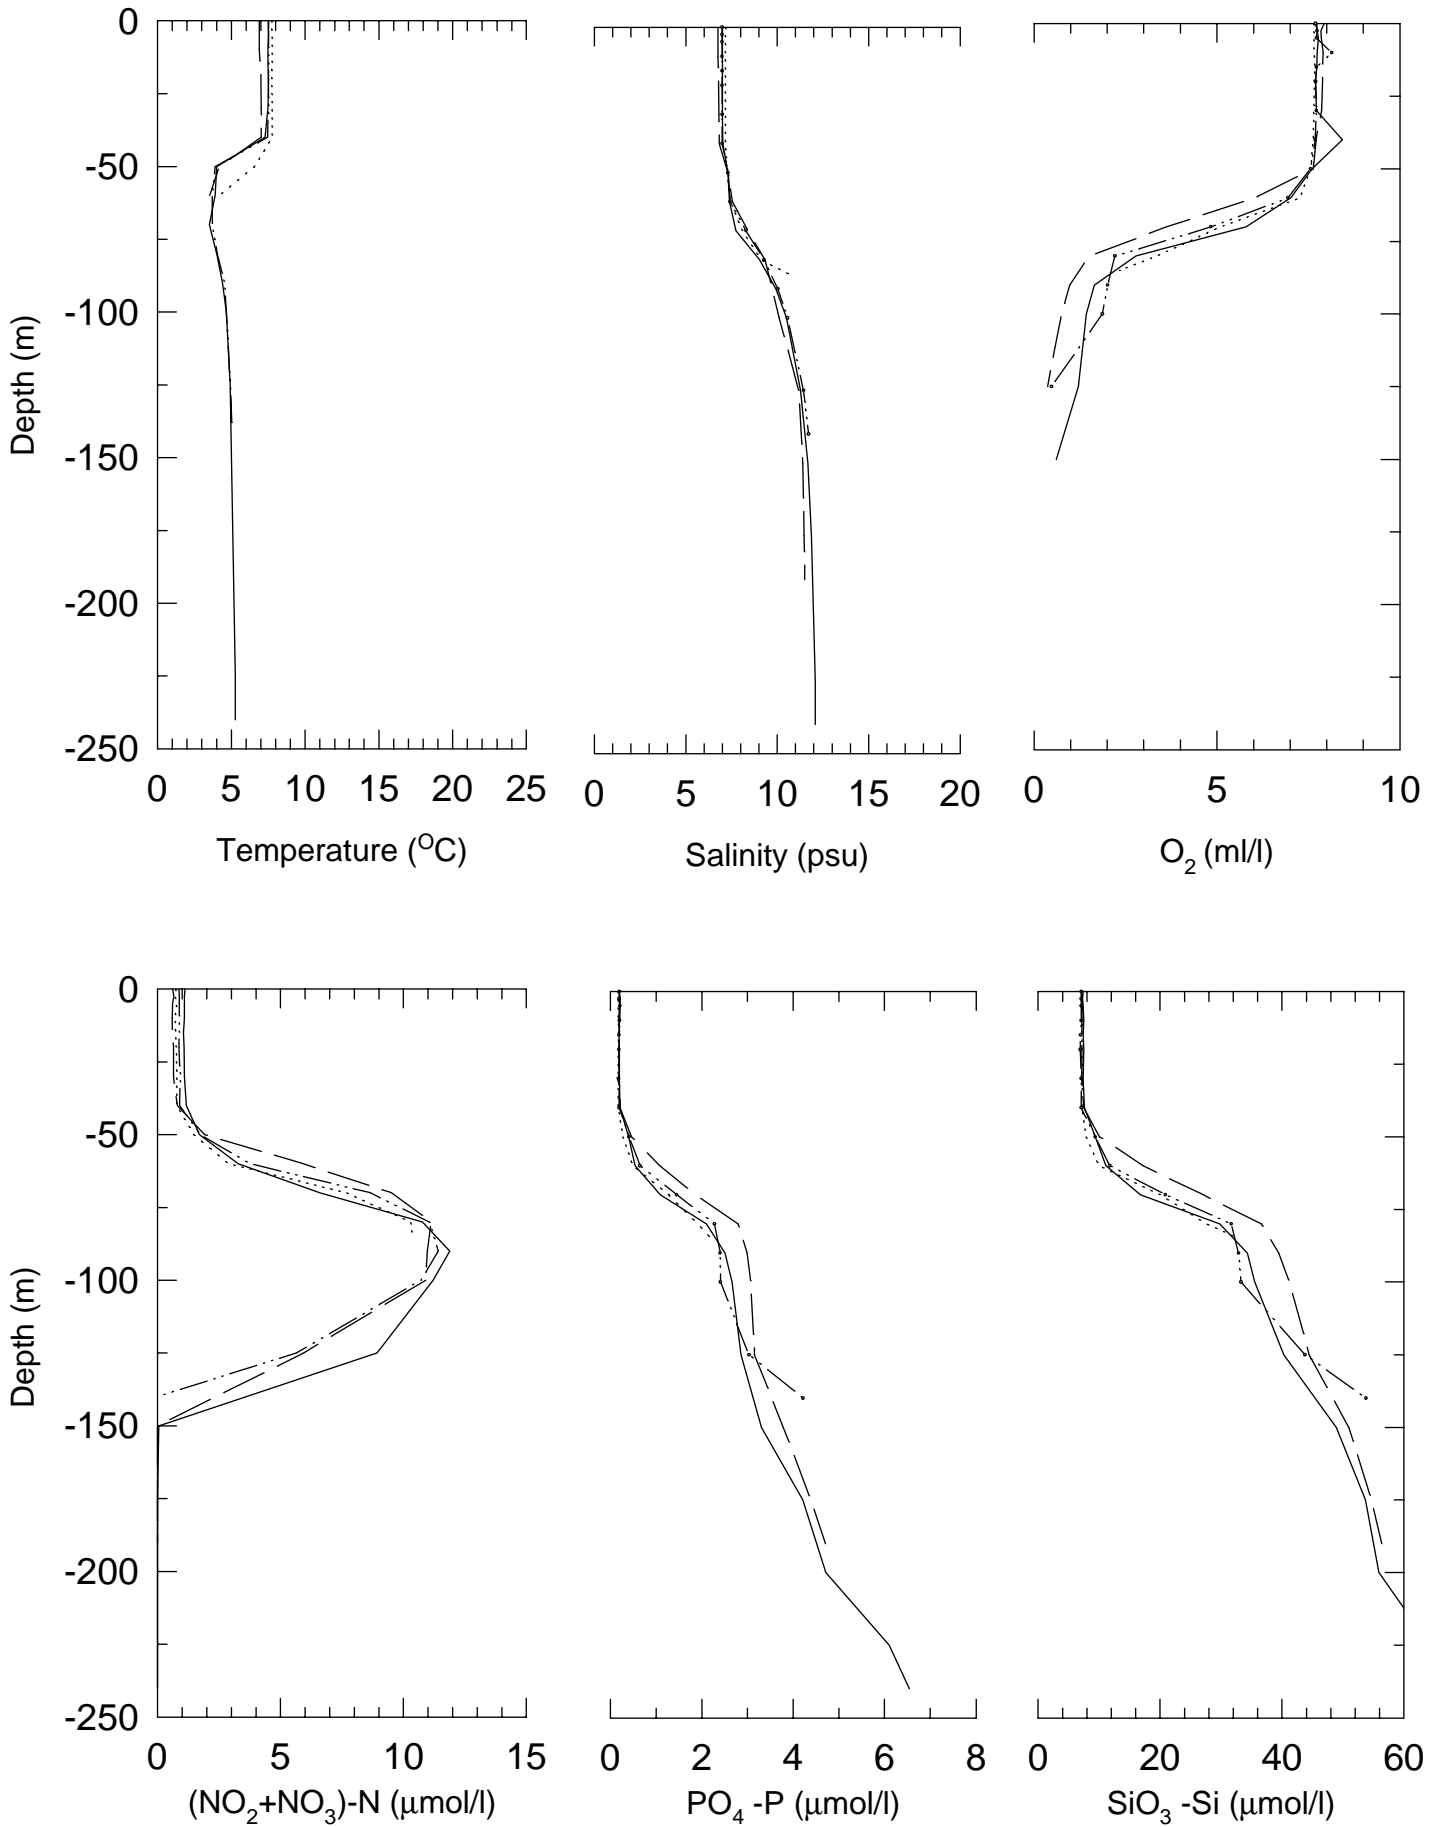 0
-50
-100
-150
-200
-250
Depth (m)
0 5 10 15 20 25
Temperature (°C)
0 5 10 15 20
Salinity (psu)
0 5 10
O2 (ml/l)
0
-50
-100
-150
-200
-250
Depth (m)
0 5 10 15
(NO2+NO3)-N (μmol/l)
0 2 4 6 8
PO4 -P (μmol/l)
0 20 40 60
SiO3 -Si (μmol/l)